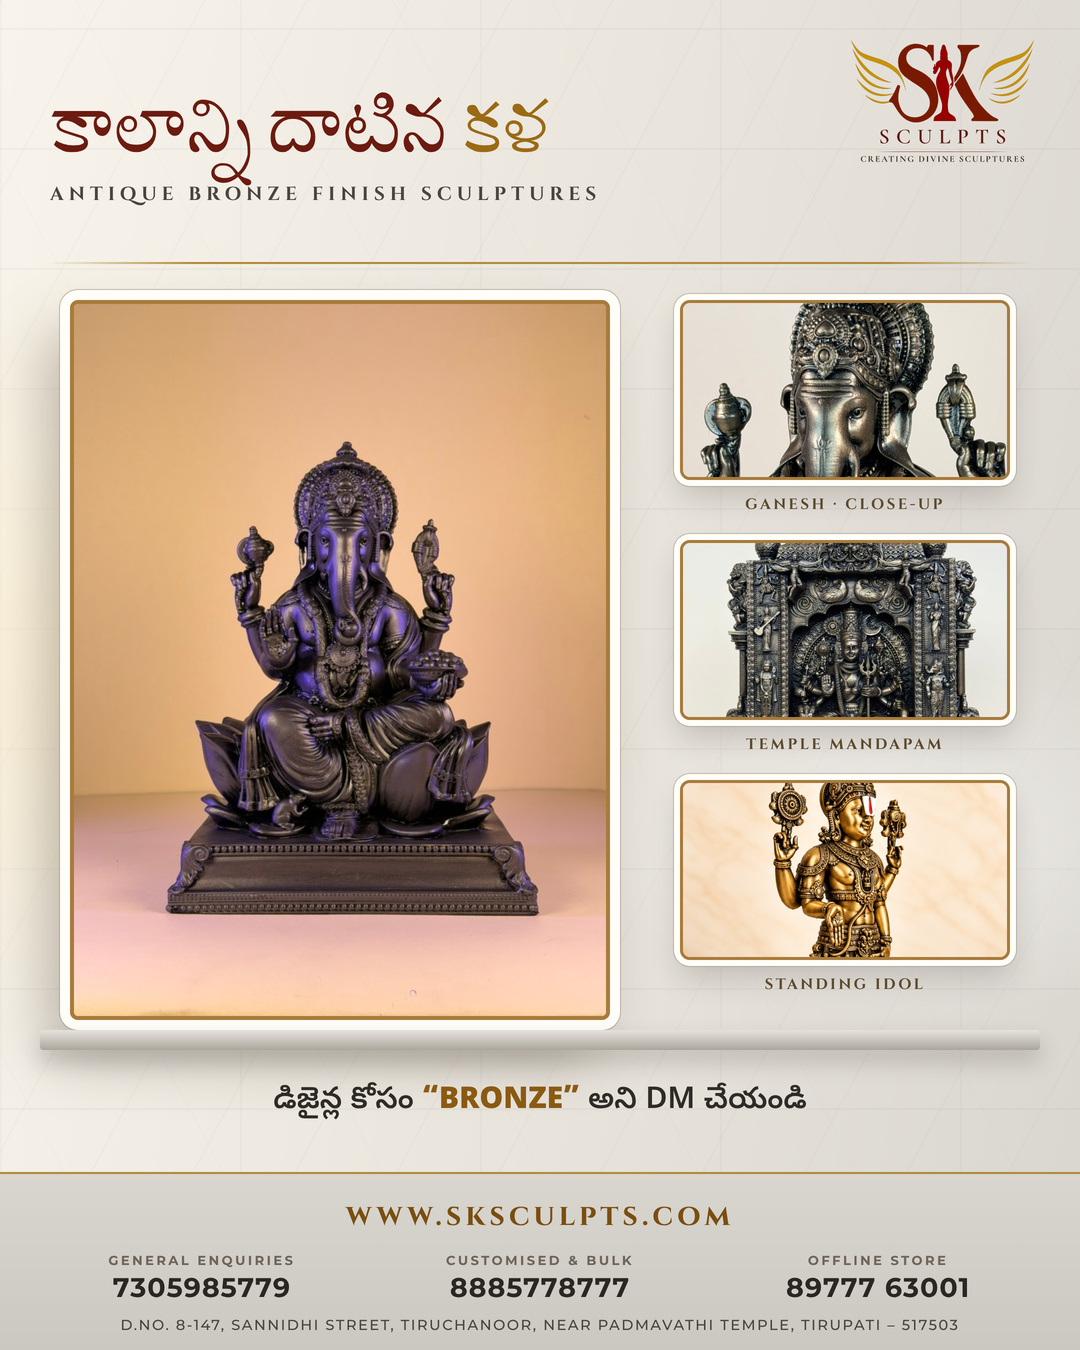 కాలాన్ని దాటిన కళ
ANTIQUE BRONZE FINISH SCULPTURES
SK
SCULPTS
CREATING DIVINE SCULPTURES
GANESH · CLOSE-UP
TEMPLE MANDAPAM
STANDING IDOL
డిజైన్ల కోసం “BRONZE” అని DM చేయండి
WWW.SKSCULPTS.COM
GENERAL ENQUIRIES
7305985779
CUSTOMISED & BULK
8885778777
OFFLINE STORE
89777 63001
D.NO. 8-147, SANNIDHI STREET, TIRUCHANOOR, NEAR PADMAVATHI TEMPLE, TIRUPATI – 517503